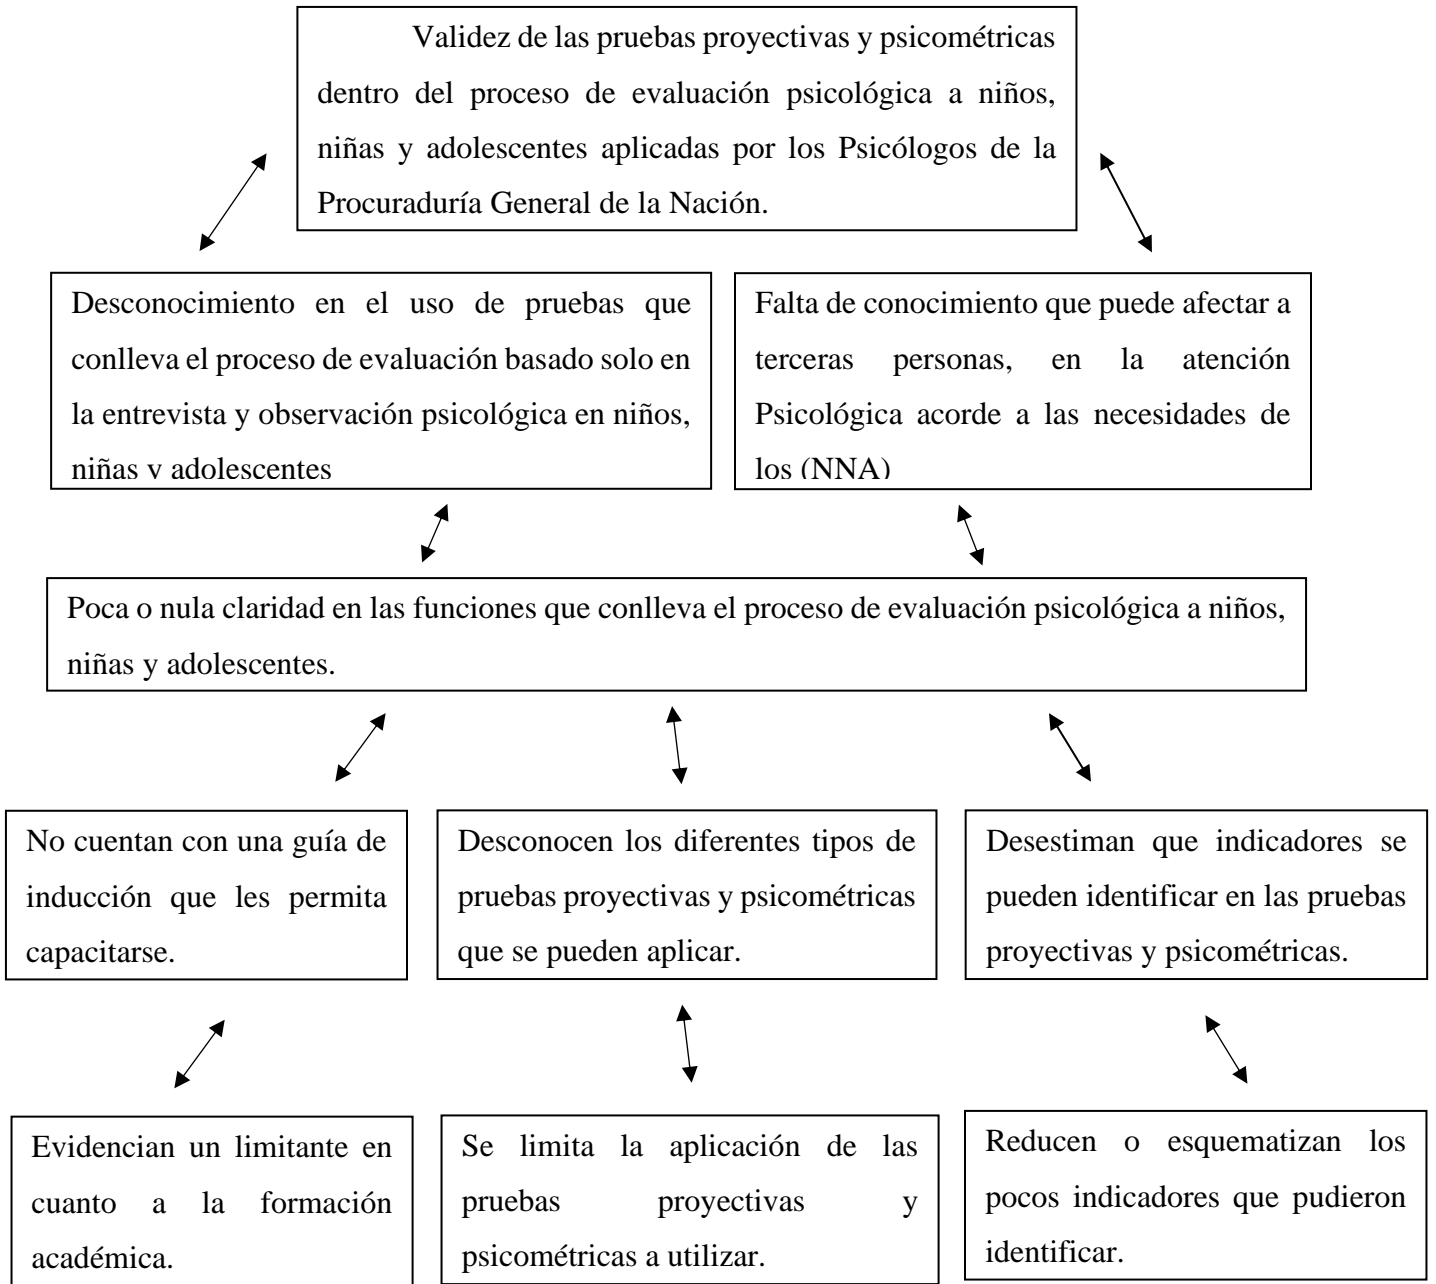 Validez de las pruebas proyectivas y psicométricas
dentro del proceso de evaluación psicológica a niños,
niñas y adolescentes aplicadas por los Psicólogos de la
Procuraduría General de la Nación.
Desconocimiento en el uso de pruebas que
conlleva el proceso de evaluación basado solo en
la entrevista y observación psicológica en niños,
niñas y adolescentes
Falta de conocimiento que puede afectar a
terceras personas, en la atención
Psicológica acorde a las necesidades de
los (NNA)
Poca o nula claridad en las funciones que conlleva el proceso de evaluación psicológica a niños,
niñas y adolescentes.
No cuentan con una guía de
inducción que les permita
capacitarse.
Desconocen los diferentes tipos de
pruebas proyectivas y psicométricas
que se pueden aplicar.
Desestiman que indicadores se
pueden identificar en las pruebas
proyectivas y psicométricas.
Evidencian un limitante en
cuanto a la formación
académica.
Se limita la aplicación de las
pruebas proyectivas y
psicométricas a utilizar.
Reducen o esquematizan los
pocos indicadores que pudieron
identificar.